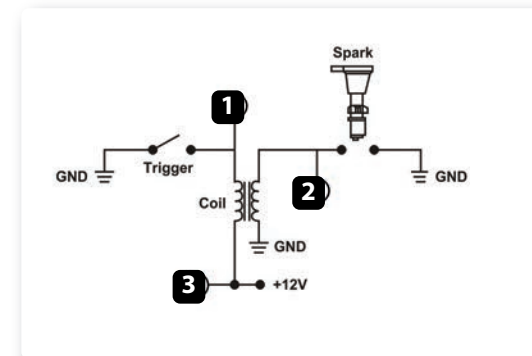 Spark
1
Trigger
GND
GND
2
Coil
GND
3
+12V